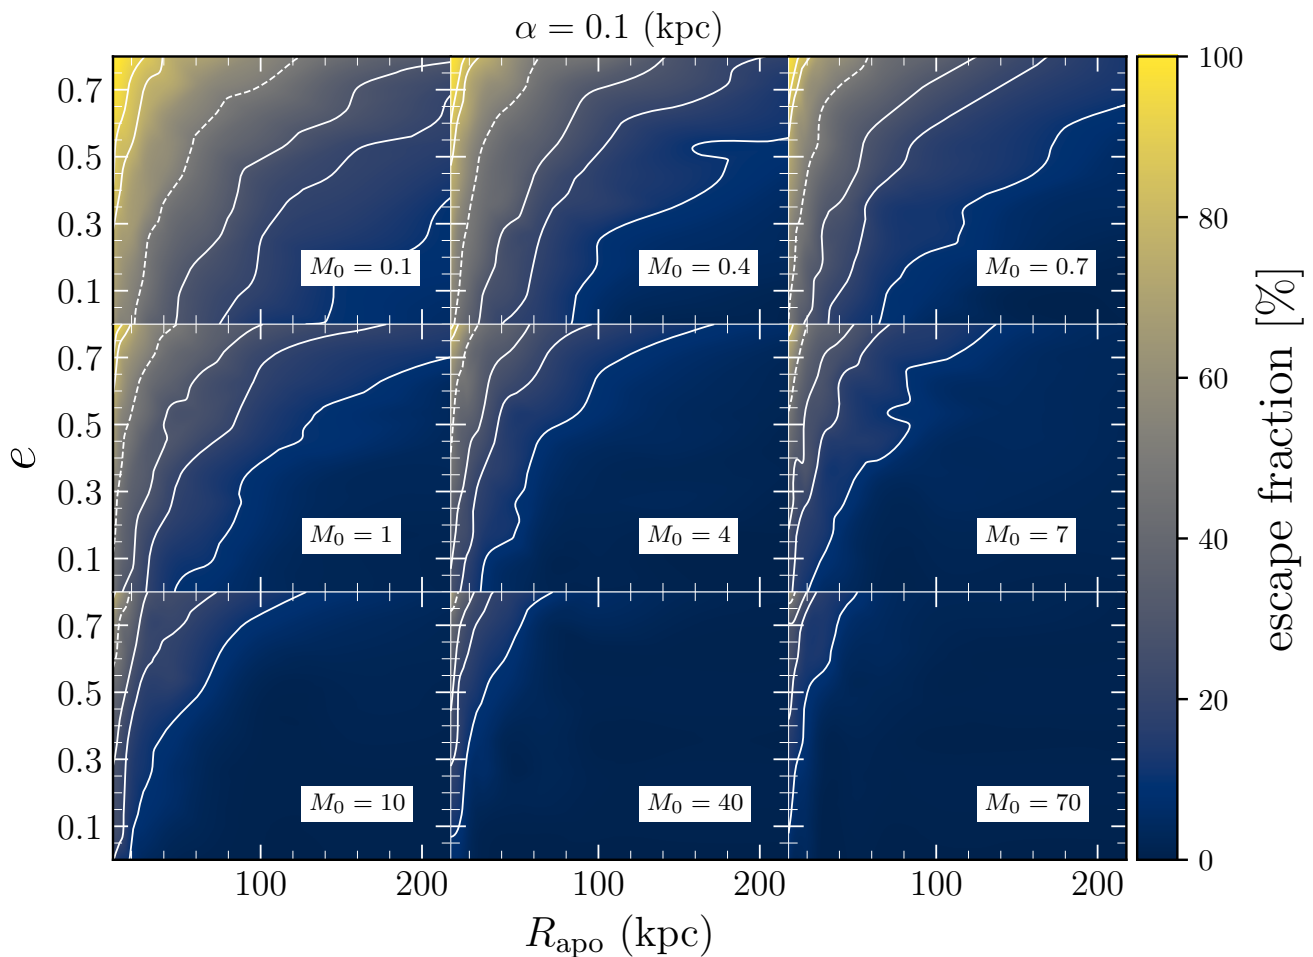 α = 0.1 (kpc)
0.7
0.5
0.3
0.1
M₀ = 0.1
M₀ = 0.4
M₀ = 0.7
0.7
0.5
0.3
0.1
M₀ = 1
M₀ = 4
M₀ = 7
0.7
0.5
0.3
0.1
M₀ = 10
M₀ = 40
M₀ = 70
e
100
200
100
200
100
200
R_apo (kpc)
100
80
60
40
20
0
escape fraction [%]